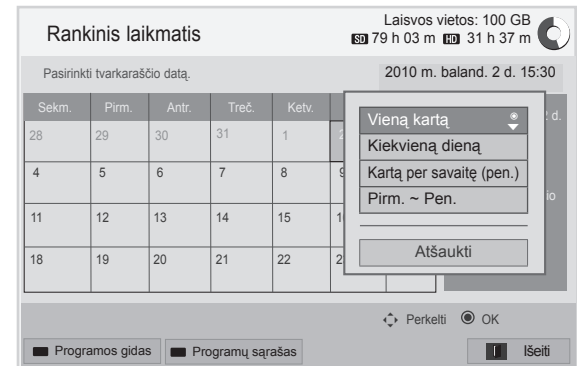 Rankinis laikmatis
Laisvos vietos: 100 GB
SD 79 h 03 m HD 31 h 37 m
Pasirinkti tvarkaraščio datą.
2010 m. baland. 2 d. 15:30
Sekm. Pirm. Antr. Treč. Ketv.
28 29 30 31 1 2
4 5 6 7 8 9
11 12 13 14 15
18 19 20 21 22
Vieną kartą
Kiekvieną dieną
Kartą per savaitę (pen.)
Pirm. ~ Pen.
Atšaukti
Perkelti OK
Programos gidas Programų sąrašas Išeiti